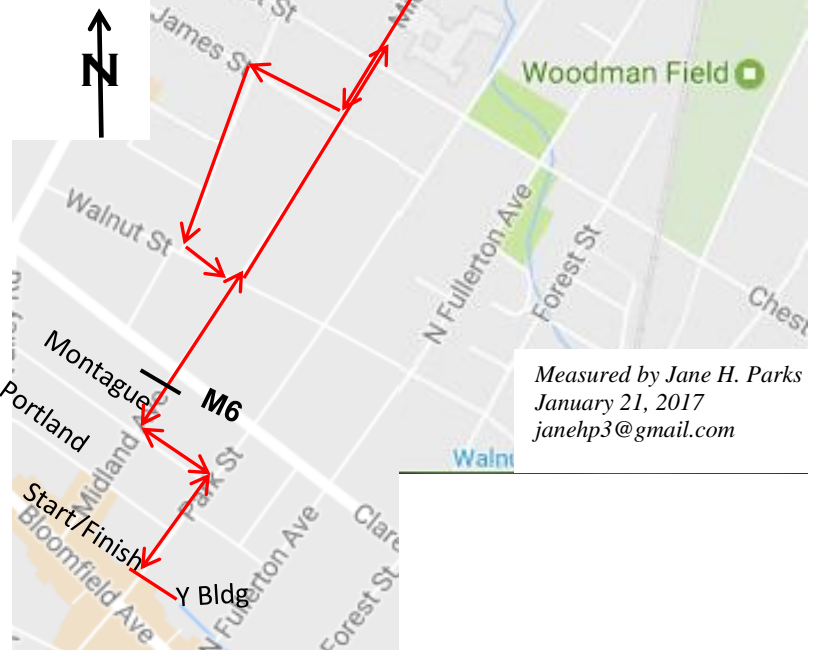 N
James St
Woodman Field
Walnut St
N Fullerton Ave
Forest St
Chest
Montague
M6
Portland
Midland Ave
Park St
Measured by Jane H. Parks
January 21, 2017
janehp3@gmail.com
Walnu
Start/Finish
Y Bldg
Bloomfield Ave
N Fullerton Ave
Clare
Forest St